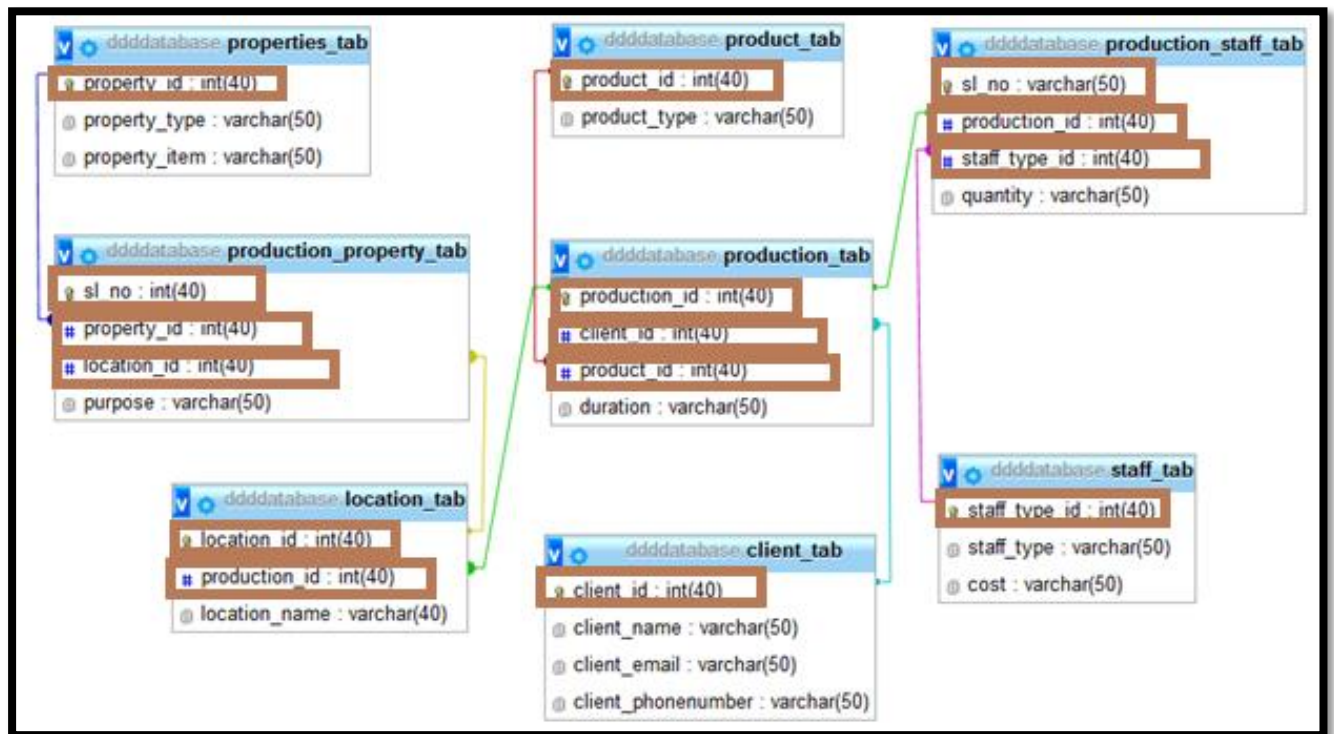 ddddatabase properties_tab
property_id : int(40)
property_type : varchar(50)
property_item : varchar(50)
ddddatabase product_tab
product_id : int(40)
product_type : varchar(50)
ddddatabase production_staff_tab
sl_no : varchar(50)
production_id : int(40)
staff_type_id : int(40)
quantity : varchar(50)
ddddatabase production_property_tab
sl_no : int(40)
property_id : int(40)
location_id : int(40)
purpose : varchar(50)
ddddatabase production_tab
production_id : int(40)
client_id : int(40)
product_id : int(40)
duration : varchar(50)
ddddatabase location_tab
location_id : int(40)
production_id : int(40)
location_name : varchar(40)
ddddatabase client_tab
client_id : int(40)
client_name : varchar(50)
client_email : varchar(50)
client_phonenumber : varchar(50)
ddddatabase staff_tab
staff_type_id : int(40)
staff_type : varchar(50)
cost : varchar(50)